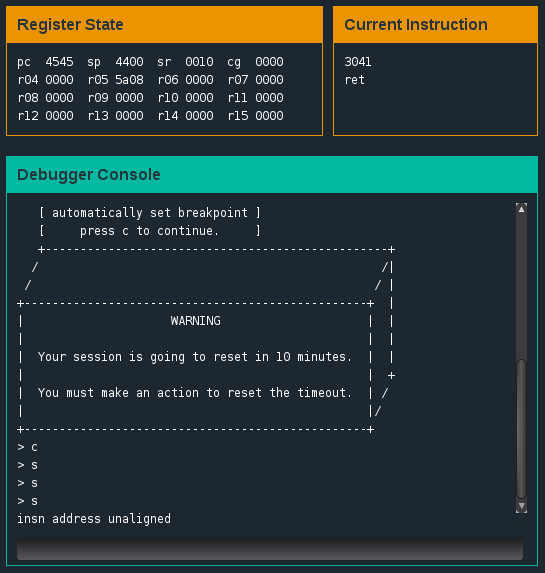 Register State
pc 4545 sp 4400 sr 0010 cg 0000
r04 0000 r05 5a08 r06 0000 r07 0000
r08 0000 r09 0000 r10 0000 r11 0000
r12 0000 r13 0000 r14 0000 r15 0000
Current Instruction
3041
ret
Debugger Console
[ automatically set breakpoint ]
[ press c to continue. ]
+-------------------------------------------------+
/ /|
/ / |
+-------------------------------------------------+ |
| WARNING | |
| | |
| Your session is going to reset in 10 minutes. | |
| | +
| You must make an action to reset the timeout. | /
| |/
+-------------------------------------------------+
> c
> s
> s
> s
insn address unaligned